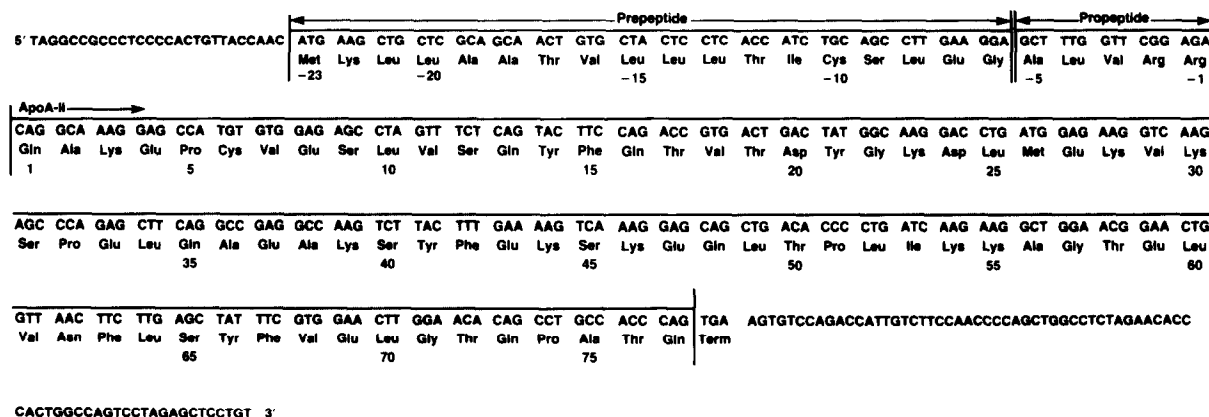 Prepeptide Propeptide
5′ TAGGCCGCCCTCCCCACTGTTACCAAC ATG AAG CTG CTC GCA GCA ACT GTG CTA CTC CTC ACC ATC TGC AGC CTT GAA GGA GCT TTG GTT CGG AGA
Met Lys Leu Leu Ala Ala Thr Val Leu Leu Leu Thr Ile Cys Ser Leu Glu Gly Ala Leu Val Arg Arg
−23 −20 −15 −10 −5 −1
ApoA-II
CAG GCA AAG GAG CCA TGT GTG GAG AGC CTA GTT TCT CAG TAC TTC CAG ACC GTG ACT GAC TAT GGC AAG GAC CTG ATG GAG AAG GTC AAG
Gln Ala Lys Glu Pro Cys Val Glu Ser Leu Val Ser Gln Tyr Phe Gln Thr Val Thr Asp Tyr Gly Lys Asp Leu Met Glu Lys Val Lys
1 5 10 15 20 25 30
AGC CCA GAG CTT CAG GCC GAG GCC AAG TCT TAC TTT GAA AAG TCA AAG GAG CAG CTG ACA CCC CTG ATC AAG AAG GCT GGA ACG GAA CTG
Ser Pro Glu Leu Gln Ala Glu Ala Lys Ser Tyr Phe Glu Lys Ser Lys Glu Gln Leu Thr Pro Leu Ile Lys Lys Ala Gly Thr Glu Leu
35 40 45 50 55 60
GTT AAC TTC TTG AGC TAT TTC GTG GAA CTT GGA ACA CAG CCT GCC ACC CAG TGA AGTGTCCAGACCATTGTCTTCCAACCCCAGCTGGCCTCTAGAACACC
Val Asn Phe Leu Ser Tyr Phe Val Glu Leu Gly Thr Gln Pro Ala Thr Gln Term
65 70 75
CACTGGCCAGTCCTAGAGCTCCTGT 3′